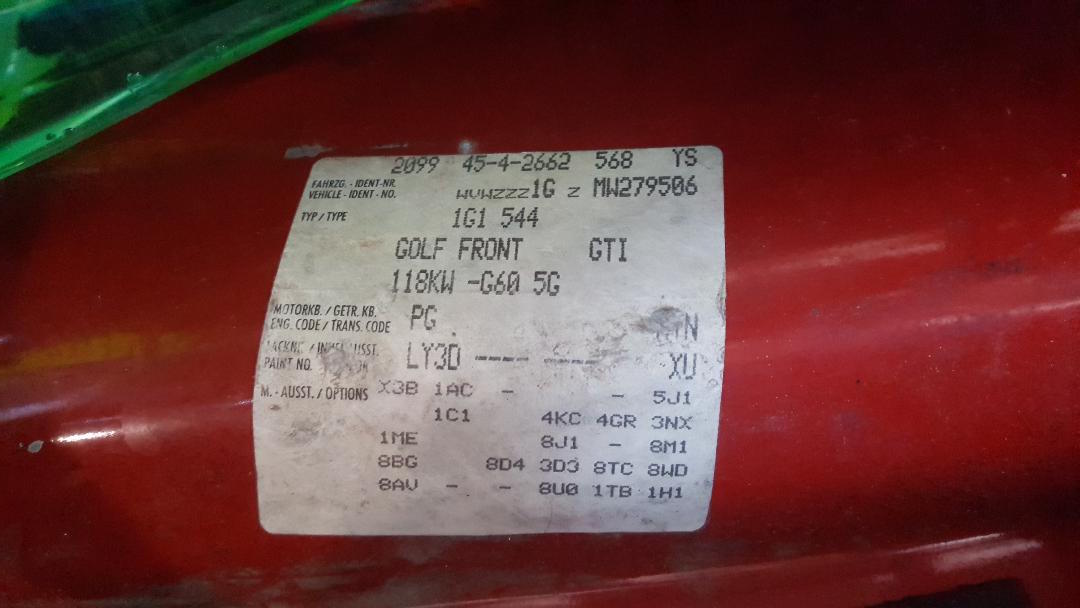 2099 45-4-2662 568 YS
FAHRZG. - IDENT-NR.
VEHICLE - IDENT - NO. WVWZZZ1G Z MW279506
TYP / TYPE 1G1 544
GOLF FRONT GTI
118KW -G60 5G
MOTORKB. / GETR. KB.
ENG. CODE / TRANS. CODE PG
PAINT NO. LY3D ---- ---- XU
M. - AUSST. / OPTIONS X3B 1AC - - 5J1
1C1 4KC 4GR 3NX
1ME 8J1 - 8M1
8BG 8D4 3D3 8TC 8WD
8AV - - 8U0 1TB 1H1